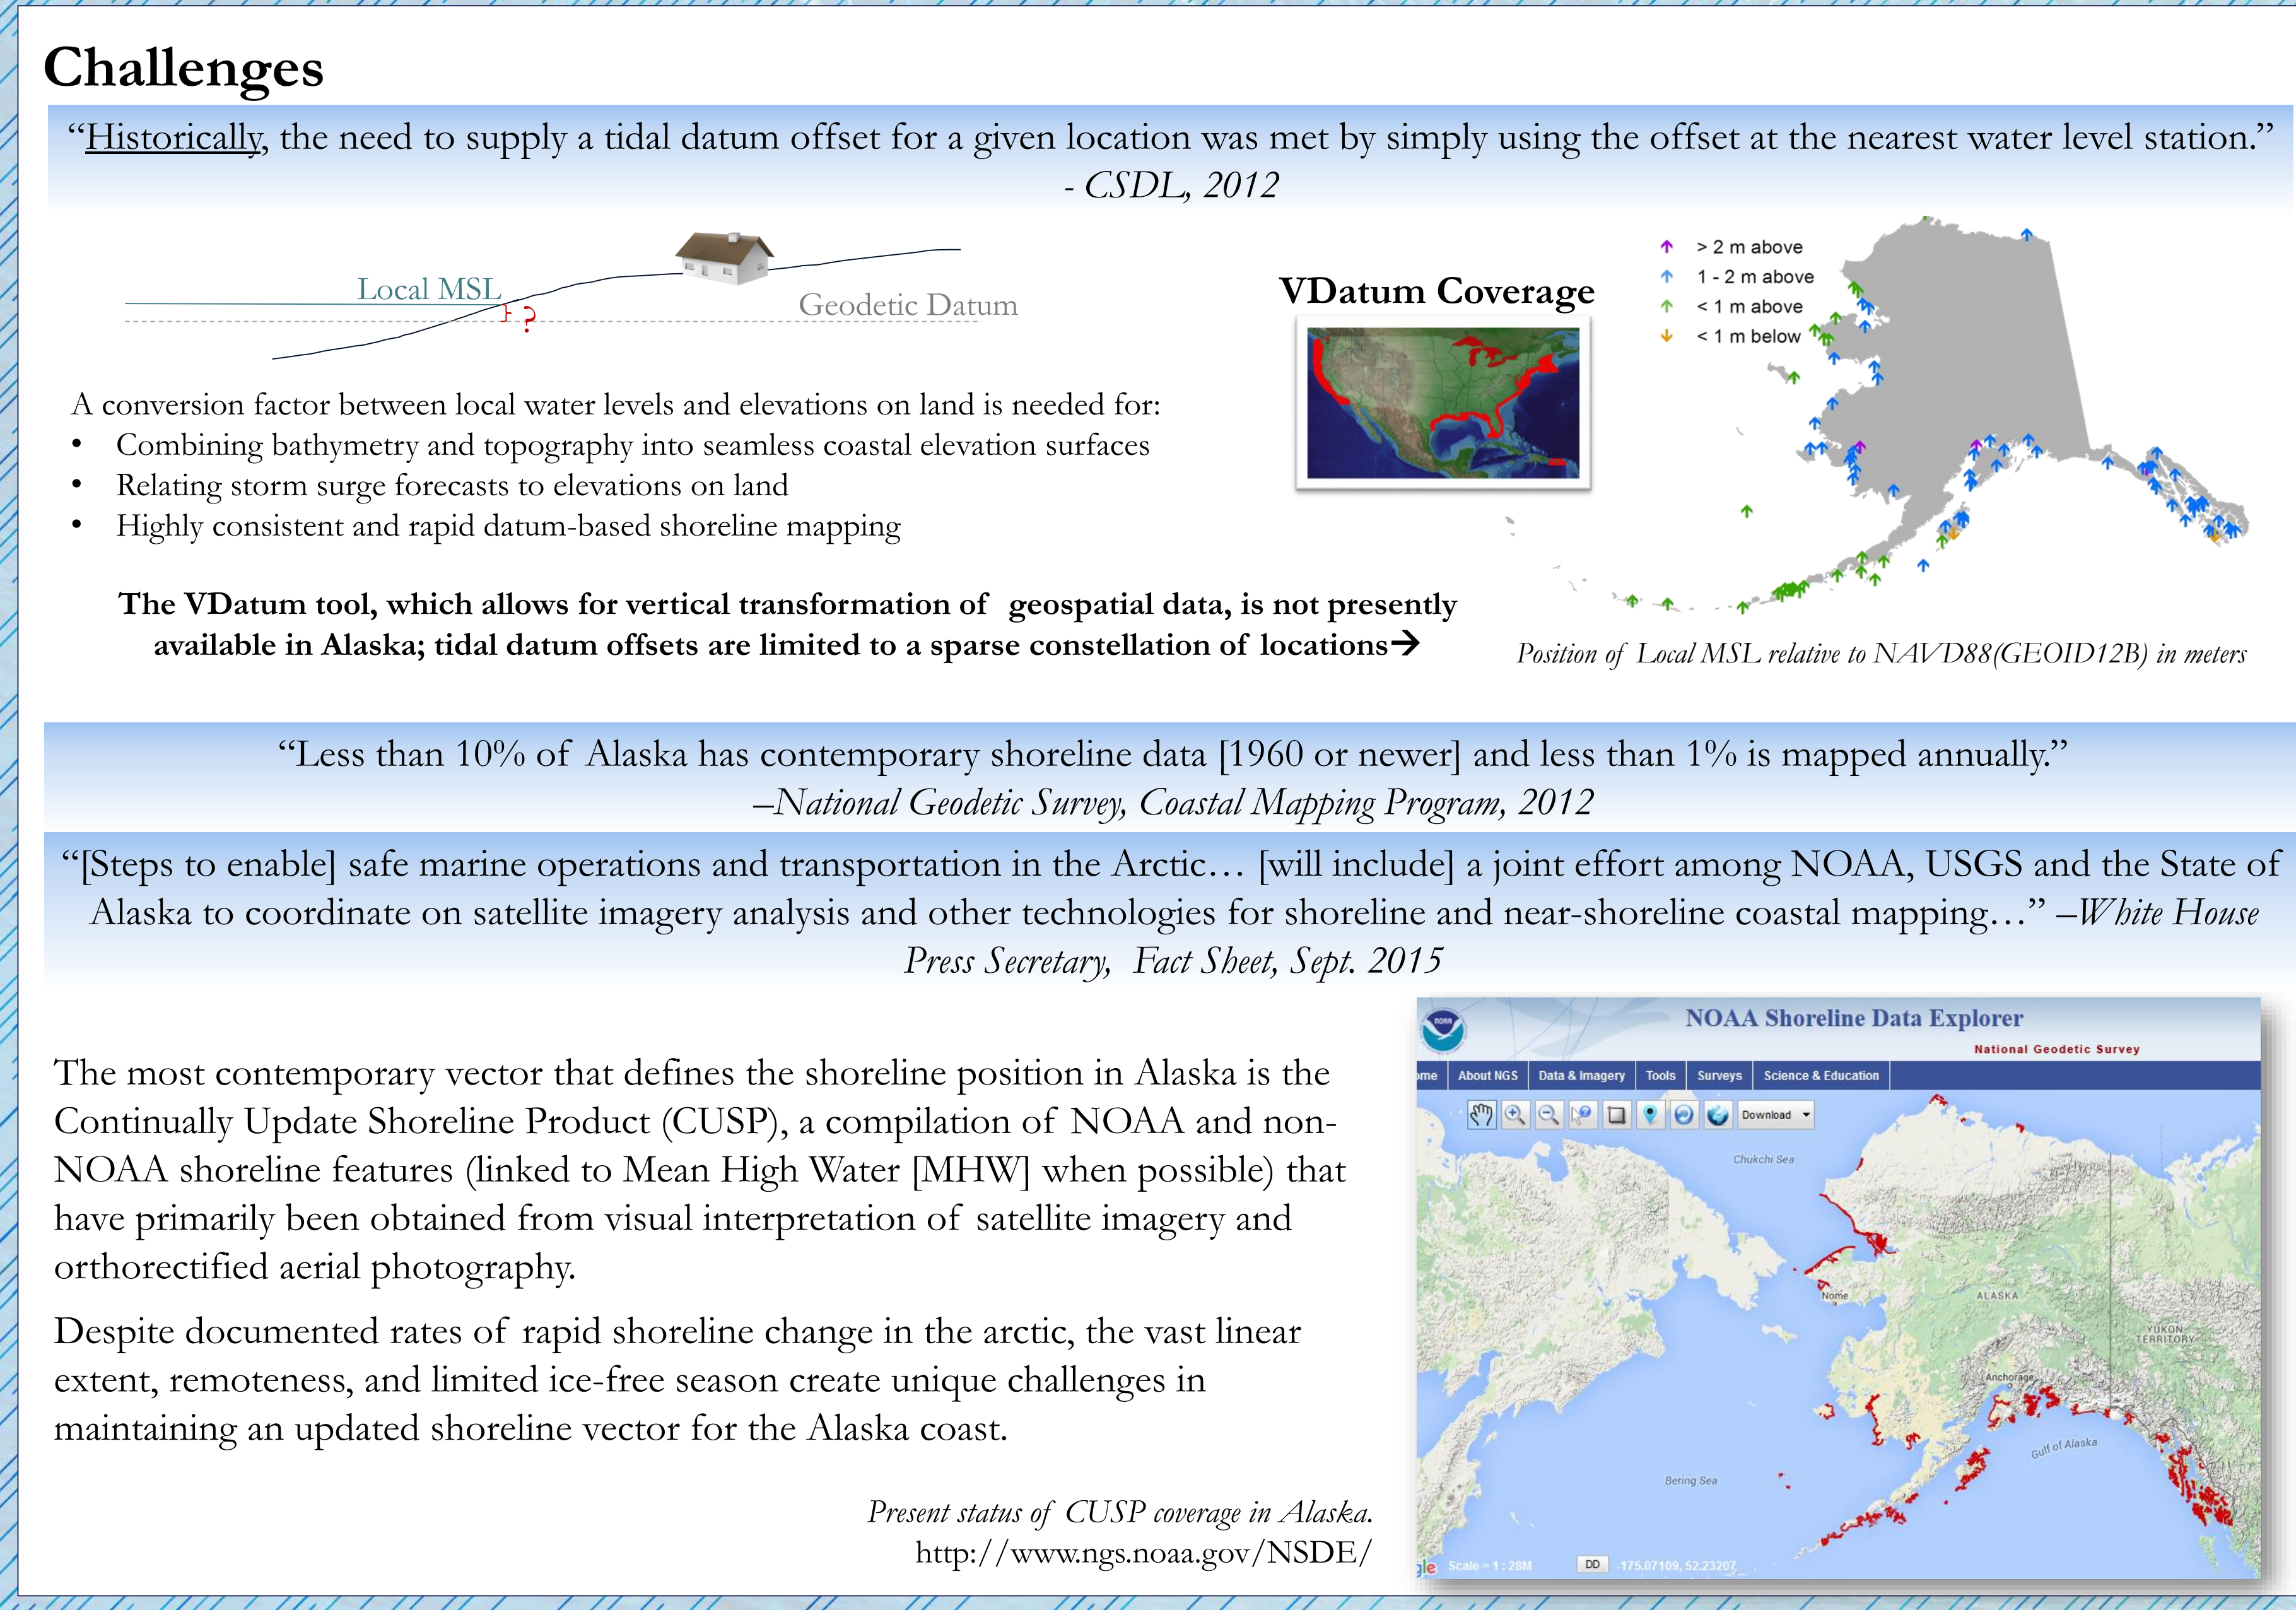 Challenges
“Historically, the need to supply a tidal datum offset for a given location was met by simply using the offset at the nearest water level station.”
- CSDL, 2012
Local MSL
?
Geodetic Datum
A conversion factor between local water levels and elevations on land is needed for:
• Combining bathymetry and topography into seamless coastal elevation surfaces
• Relating storm surge forecasts to elevations on land
• Highly consistent and rapid datum-based shoreline mapping
The VDatum tool, which allows for vertical transformation of geospatial data, is not presently
available in Alaska; tidal datum offsets are limited to a sparse constellation of locations→
VDatum Coverage
> 2 m above
1 - 2 m above
< 1 m above
< 1 m below
Position of Local MSL relative to NAVD88(GEOID12B) in meters
“Less than 10% of Alaska has contemporary shoreline data [1960 or newer] and less than 1% is mapped annually.”
–National Geodetic Survey, Coastal Mapping Program, 2012
“[Steps to enable] safe marine operations and transportation in the Arctic… [will include] a joint effort among NOAA, USGS and the State of
Alaska to coordinate on satellite imagery analysis and other technologies for shoreline and near-shoreline coastal mapping…” –White House
Press Secretary, Fact Sheet, Sept. 2015
The most contemporary vector that defines the shoreline position in Alaska is the
Continually Update Shoreline Product (CUSP), a compilation of NOAA and non-
NOAA shoreline features (linked to Mean High Water [MHW] when possible) that
have primarily been obtained from visual interpretation of satellite imagery and
orthorectified aerial photography.
Despite documented rates of rapid shoreline change in the arctic, the vast linear
extent, remoteness, and limited ice-free season create unique challenges in
maintaining an updated shoreline vector for the Alaska coast.
Present status of CUSP coverage in Alaska.
http://www.ngs.noaa.gov/NSDE/
NOAA
NOAA Shoreline Data Explorer
National Geodetic Survey
ome About NGS Data & Imagery Tools Surveys Science & Education
Download
Chukchi Sea
Nome
ALASKA
YUKON
TERRITORY
Anchorage
Gulf of Alaska
Bering Sea
gle Scale = 1 : 28M DD -175.07109, 52.23207